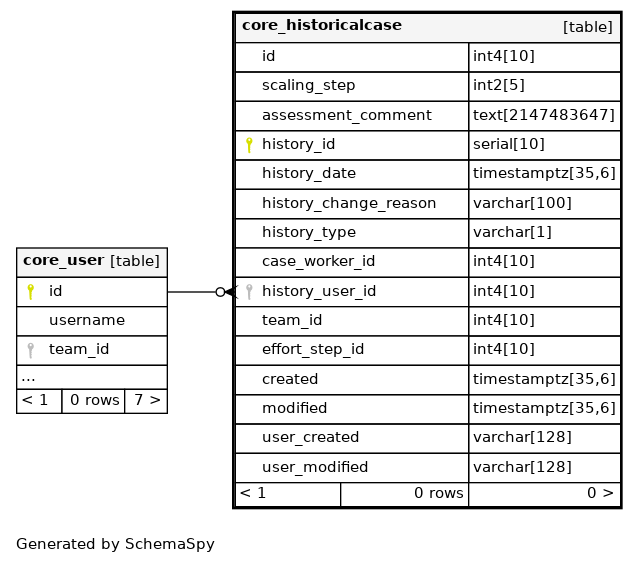 core_historicalcase [table]
id int4[10]
scaling_step int2[5]
assessment_comment text[2147483647]
history_id serial[10]
history_date timestamptz[35,6]
history_change_reason varchar[100]
history_type varchar[1]
case_worker_id int4[10]
history_user_id int4[10]
team_id int4[10]
effort_step_id int4[10]
created timestamptz[35,6]
modified timestamptz[35,6]
user_created varchar[128]
user_modified varchar[128]
< 1 0 rows 0 >
core_user [table]
id
username
team_id
...
< 1 0 rows 7 >
Generated by SchemaSpy